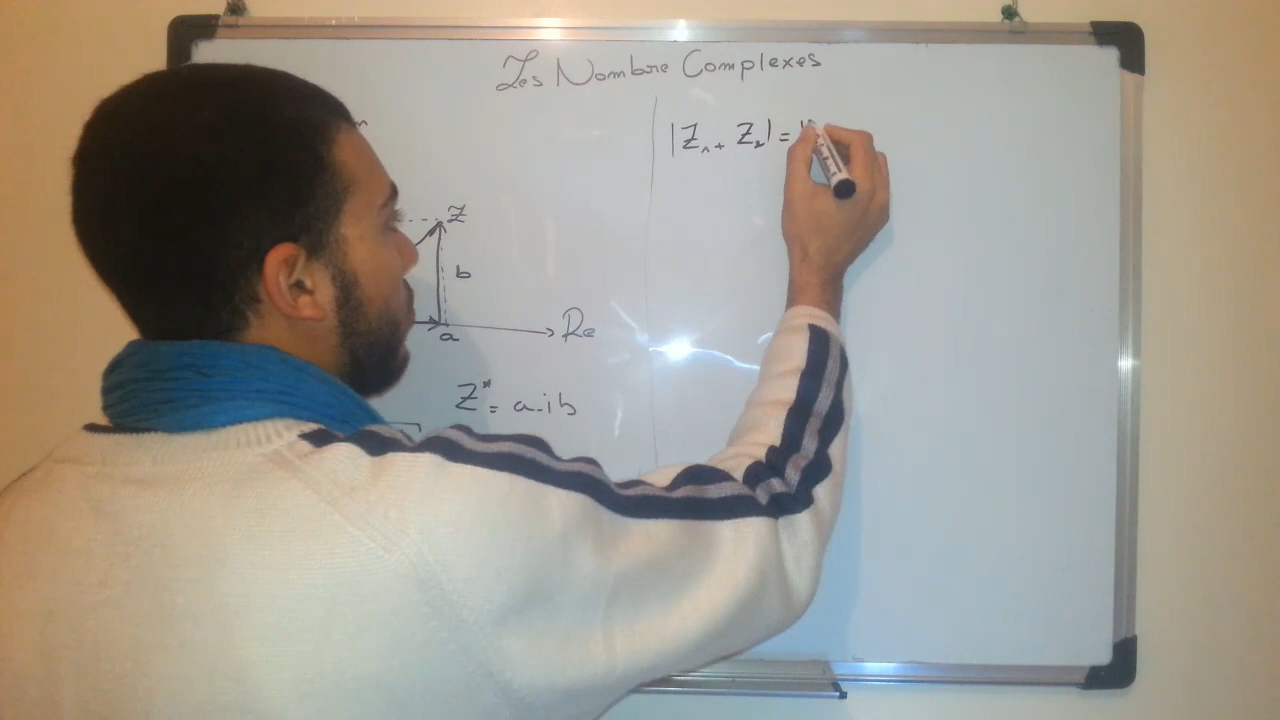 Les Nombre Complexes
|Z₁ + Z₂| =
Z
b
a
Re
Z* = a-ib